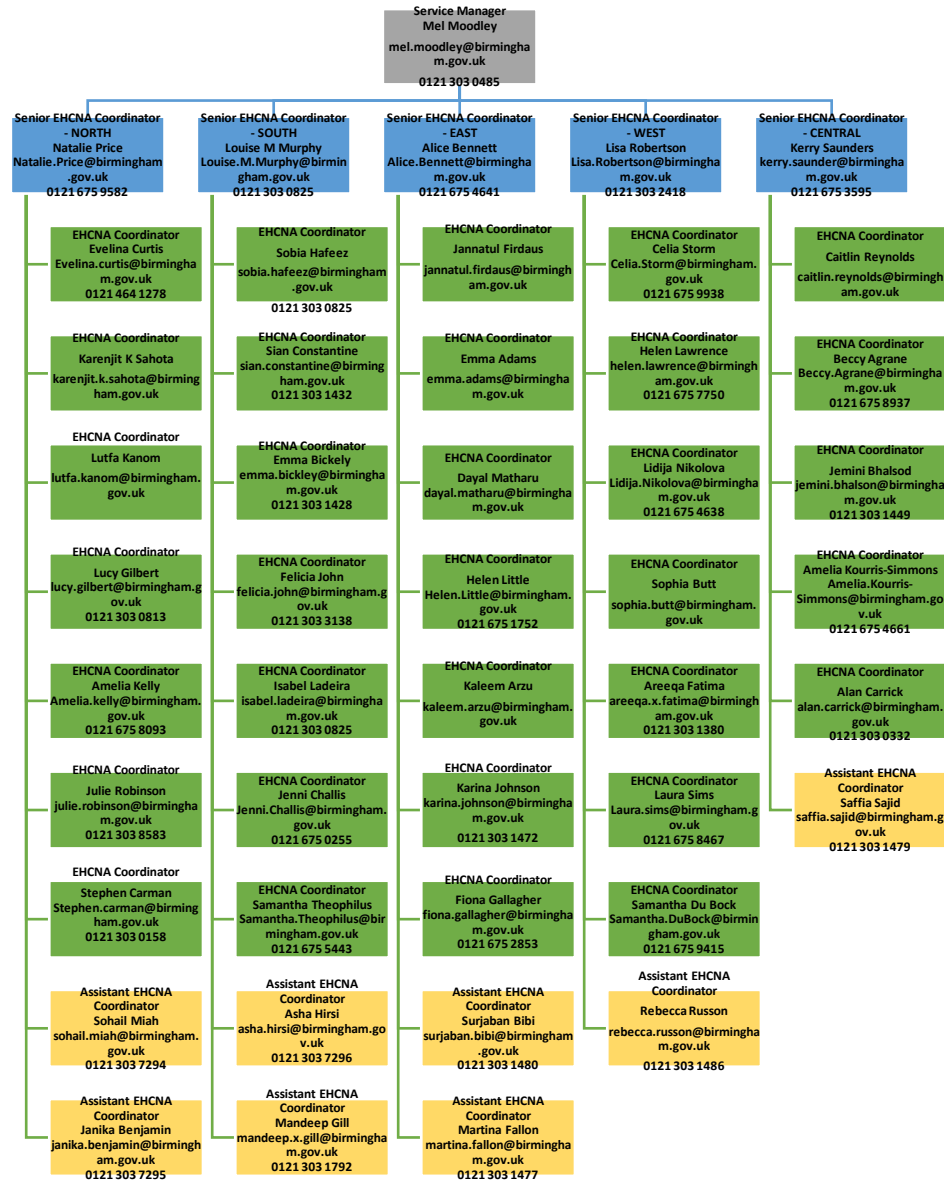 Service Manager
Mel Moodley
mel.moodley@birmingha
m.gov.uk
0121 303 0485
Senior EHCNA Coordinator
- NORTH
Natalie Price
Natalie.Price@birmingham
.gov.uk
0121 675 9582
Senior EHCNA Coordinator
- SOUTH
Louise M Murphy
Louise.M.Murphy@birmin
gham.gov.uk
0121 303 0825
Senior EHCNA Coordinator
- EAST
Alice Bennett
Alice.Bennett@birmingha
m.gov.uk
0121 675 4641
Senior EHCNA Coordinator
- WEST
Lisa Robertson
Lisa.Robertson@birmingha
m.gov.uk
0121 303 2418
Senior EHCNA Coordinator
- CENTRAL
Kerry Saunders
kerry.saunder@birmingha
m.gov.uk
0121 675 3595
EHCNA Coordinator
Evelina Curtis
Evelina.curtis@birmingha
m.gov.uk
0121 464 1278
EHCNA Coordinator
Karenjit K Sahota
karenjit.k.sahota@birming
ham.gov.uk
EHCNA Coordinator
Lutfa Kanom
lutfa.kanom@birmingham.
gov.uk
EHCNA Coordinator
Lucy Gilbert
lucy.gilbert@birmingham.g
ov.uk
0121 303 0813
EHCNA Coordinator
Amelia Kelly
Amelia.kelly@birmingham.
gov.uk
0121 675 8093
EHCNA Coordinator
Julie Robinson
julie.robinson@birmingha
m.gov.uk
0121 303 8583
EHCNA Coordinator
Stephen Carman
Stephen.carman@birming
ham.gov.uk
0121 303 0158
Assistant EHCNA
Coordinator
Sohail Miah
sohail.miah@birmingham.
gov.uk
0121 303 7294
Assistant EHCNA
Coordinator
Janika Benjamin
janika.benjamin@birmingh
am.gov.uk
0121 303 7295
EHCNA Coordinator
Sobia Hafeez
sobia.hafeez@birmingham
.gov.uk
0121 303 0825
EHCNA Coordinator
Sian Constantine
sian.constantine@birming
ham.gov.uk
0121 303 1432
EHCNA Coordinator
Emma Bickely
emma.bickley@birmingha
m.gov.uk
0121 303 1428
EHCNA Coordinator
Felicia John
felicia.john@birmingham.g
ov.uk
0121 303 3138
EHCNA Coordinator
Isabel Ladeira
isabel.ladeira@birmingha
m.gov.uk
0121 303 0825
EHCNA Coordinator
Jenni Challis
Jenni.Challis@birmingham.
gov.uk
0121 675 0255
EHCNA Coordinator
Samantha Theophilus
Samantha.Theophilus@bir
mingham.gov.uk
0121 675 5443
Assistant EHCNA
Coordinator
Asha Hirsi
asha.hirsi@birmingham.go
v.uk
0121 303 7296
Assistant EHCNA
Coordinator
Mandeep Gill
mandeep.x.gill@birmingha
m.gov.uk
0121 303 1792
EHCNA Coordinator
Jannatul Firdaus
jannatul.firdaus@birmingh
am.gov.uk
EHCNA Coordinator
Emma Adams
emma.adams@birmingha
m.gov.uk
EHCNA Coordinator
Dayal Matharu
dayal.matharu@birmingha
m.gov.uk
EHCNA Coordinator
Helen Little
Helen.Little@birmingham.
gov.uk
0121 675 1752
EHCNA Coordinator
Kaleem Arzu
kaleem.arzu@birmingham.
gov.uk
EHCNA Coordinator
Karina Johnson
karina.johnson@birmingha
m.gov.uk
0121 303 1472
EHCNA Coordinator
Fiona Gallagher
fiona.gallagher@birmingha
m.gov.uk
0121 675 2853
Assistant EHCNA
Coordinator
Surjaban Bibi
surjaban.bibi@birmingham
.gov.uk
0121 303 1480
Assistant EHCNA
Coordinator
Martina Fallon
martina.fallon@birmingha
m.gov.uk
0121 303 1477
EHCNA Coordinator
Celia Storm
Celia.Storm@birmingham.
gov.uk
0121 675 9938
EHCNA Coordinator
Helen Lawrence
helen.lawrence@birmingh
am.gov.uk
0121 675 7750
EHCNA Coordinator
Lidija Nikolova
Lidija.Nikolova@birmingha
m.gov.uk
0121 675 4638
EHCNA Coordinator
Sophia Butt
sophia.butt@birmingham.
gov.uk
EHCNA Coordinator
Areeqa Fatima
areeqa.x.fatima@birmingh
am.gov.uk
0121 303 1380
EHCNA Coordinator
Laura Sims
Laura.sims@birmingham.g
ov.uk
0121 675 8467
EHCNA Coordinator
Samantha Du Bock
Samantha.DuBock@birmin
gham.gov.uk
0121 675 9415
Assistant EHCNA
Coordinator
Rebecca Russon
rebecca.russon@birmingha
m.gov.uk
0121 303 1486
EHCNA Coordinator
Caitlin Reynolds
caitlin.reynolds@birmingh
am.gov.uk
EHCNA Coordinator
Beccy Agrane
Beccy.Agrane@birmingha
m.gov.uk
0121 675 8937
EHCNA Coordinator
Jemini Bhalsod
jemini.bhalson@birmingha
m.gov.uk
0121 303 1449
EHCNA Coordinator
Amelia Kourris-Simmons
Amelia.Kourris-
Simmons@birmingham.go
v.uk
0121 675 4661
EHCNA Coordinator
Alan Carrick
alan.carrick@birmingham.
gov.uk
0121 303 0332
Assistant EHCNA
Coordinator
Saffia Sajid
saffia.sajid@birmingham.g
ov.uk
0121 303 1479